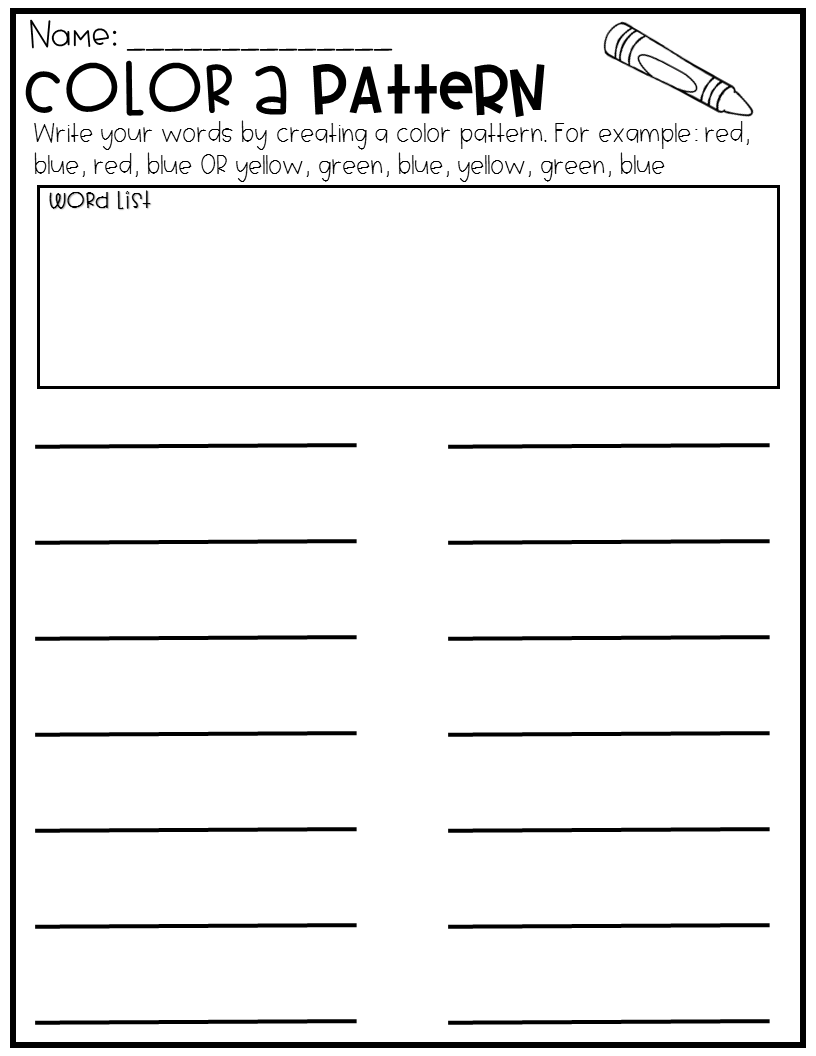 Name: ______________
COLOR a PATTERN
Write your words by creating a color pattern. For example: red,
blue, red, blue OR yellow, green, blue, yellow, green, blue
WORD LIST